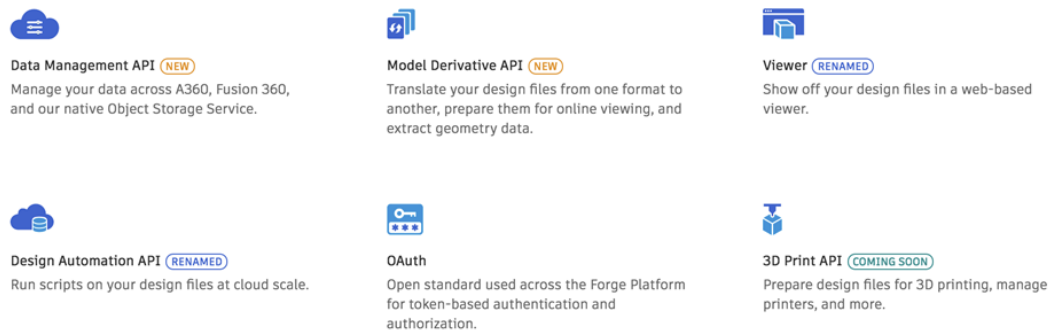 Data Management API NEW
Manage your data across A360, Fusion 360,
and our native Object Storage Service.
Model Derivative API NEW
Translate your design files from one format to
another, prepare them for online viewing, and
extract geometry data.
Viewer RENAMED
Show off your design files in a web-based
viewer.
Design Automation API RENAMED
Run scripts on your design files at cloud scale.
OAuth
Open standard used across the Forge Platform
for token-based authentication and
authorization.
3D Print API COMING SOON
Prepare design files for 3D printing, manage
printers, and more.